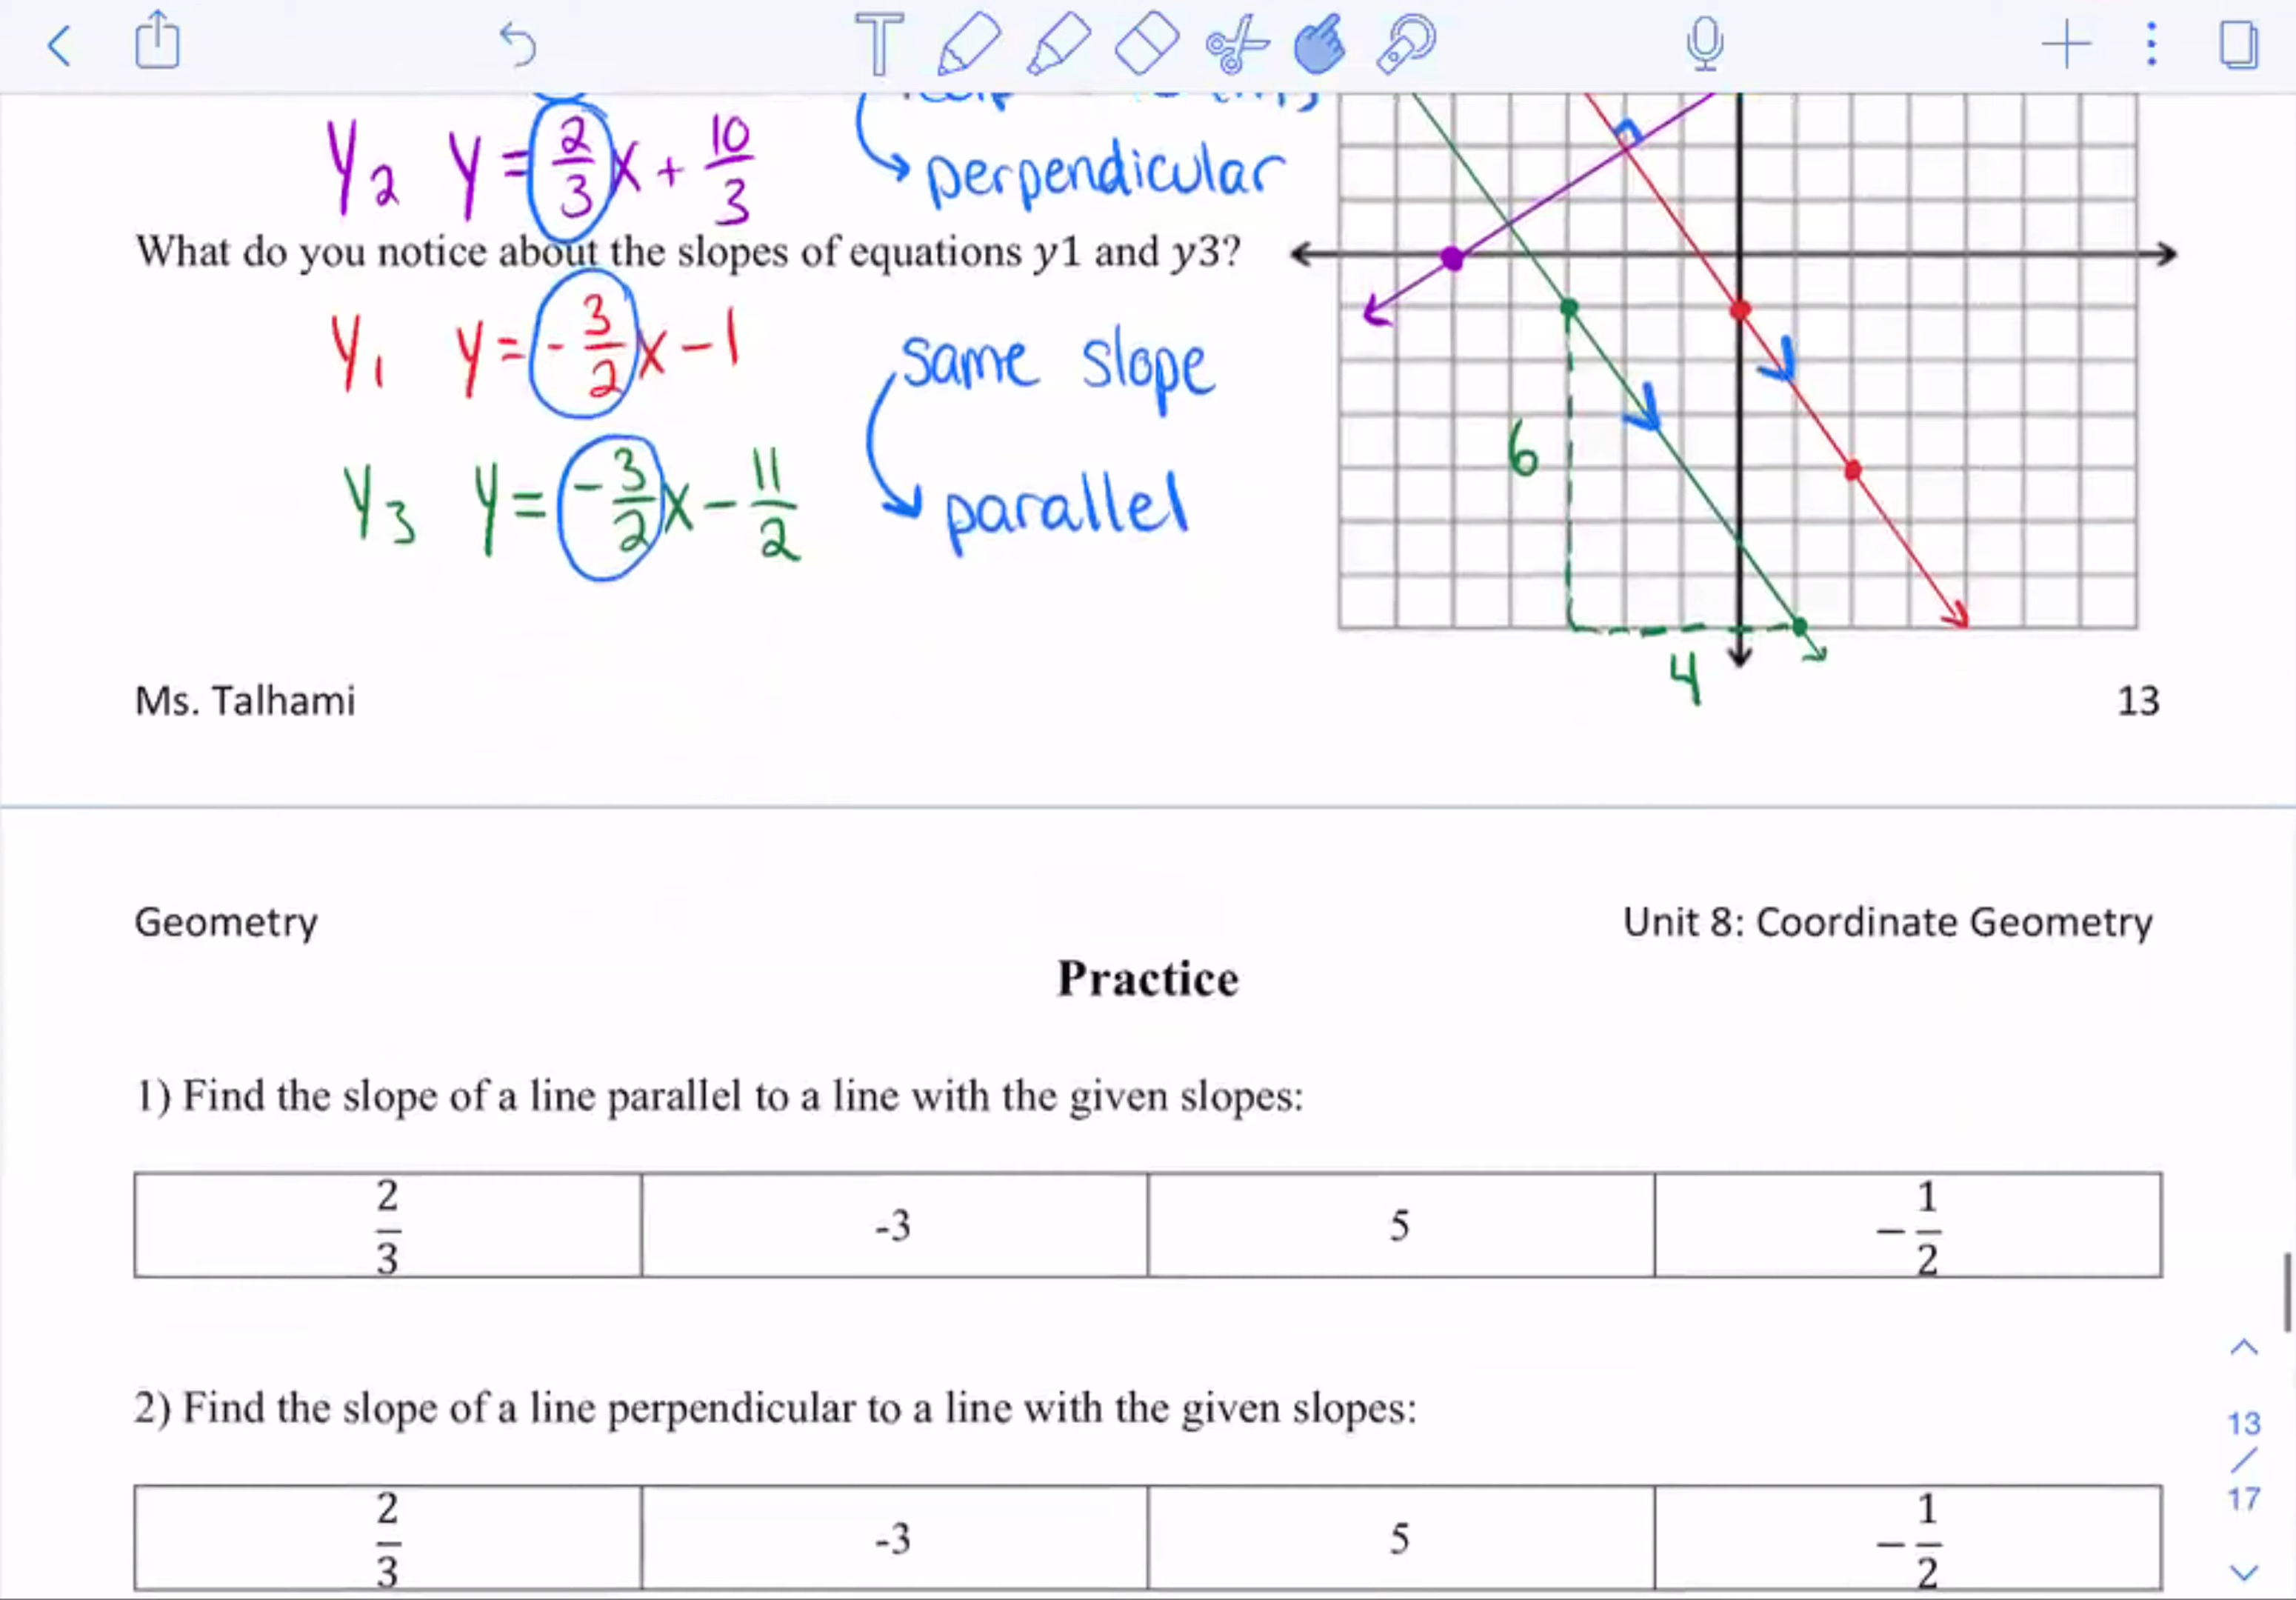 y₂ y = 2/3 x + 10/3
perpendicular
What do you notice about the slopes of equations y1 and y3?
y₁ y = -3/2 x - 1
same slope
y₃ y = -3/2 x - 11/2
parallel
6
4
Ms. Talhami 13
Geometry Unit 8: Coordinate Geometry
Practice
1) Find the slope of a line parallel to a line with the given slopes:
2/3 -3 5 -1/2
2) Find the slope of a line perpendicular to a line with the given slopes:
2/3 -3 5 -1/2
13
/
17